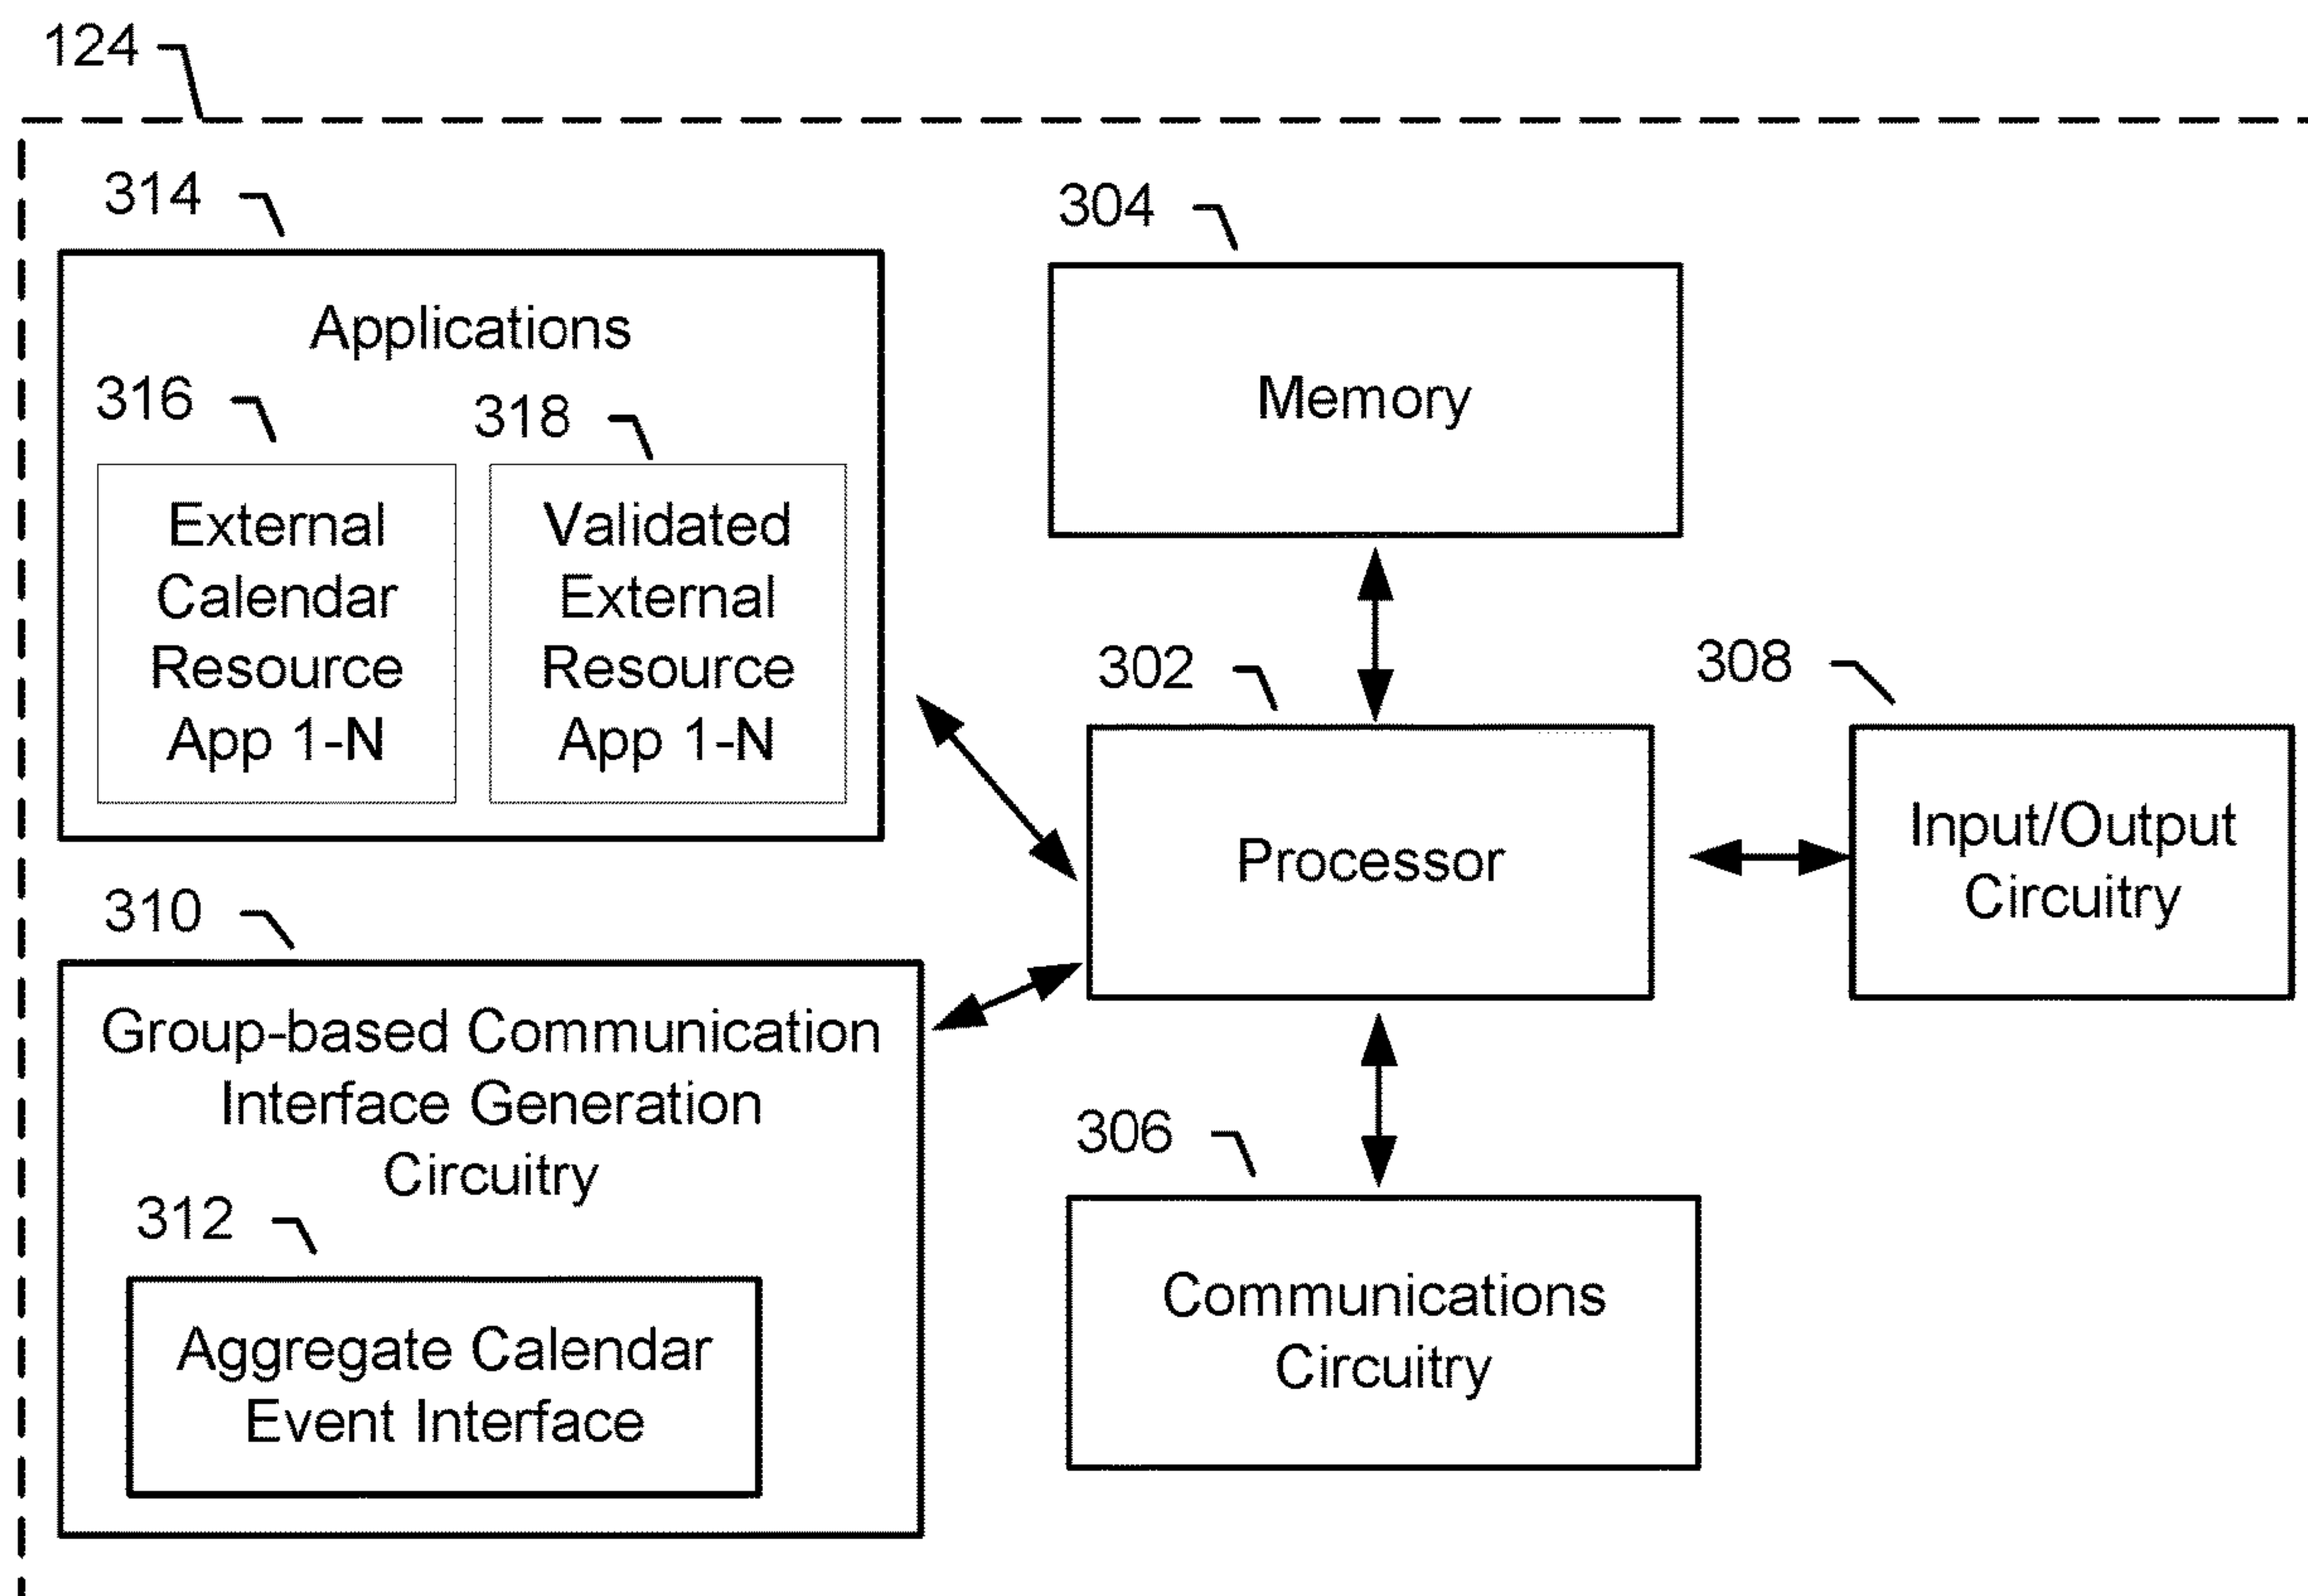 124
314
Applications
316
External
Calendar
Resource
App 1-N
318
Validated
External
Resource
App 1-N
304
Memory
302
Processor
308
Input/Output
Circuitry
310
Group-based Communication
Interface Generation
Circuitry
312
Aggregate Calendar
Event Interface
306
Communications
Circuitry